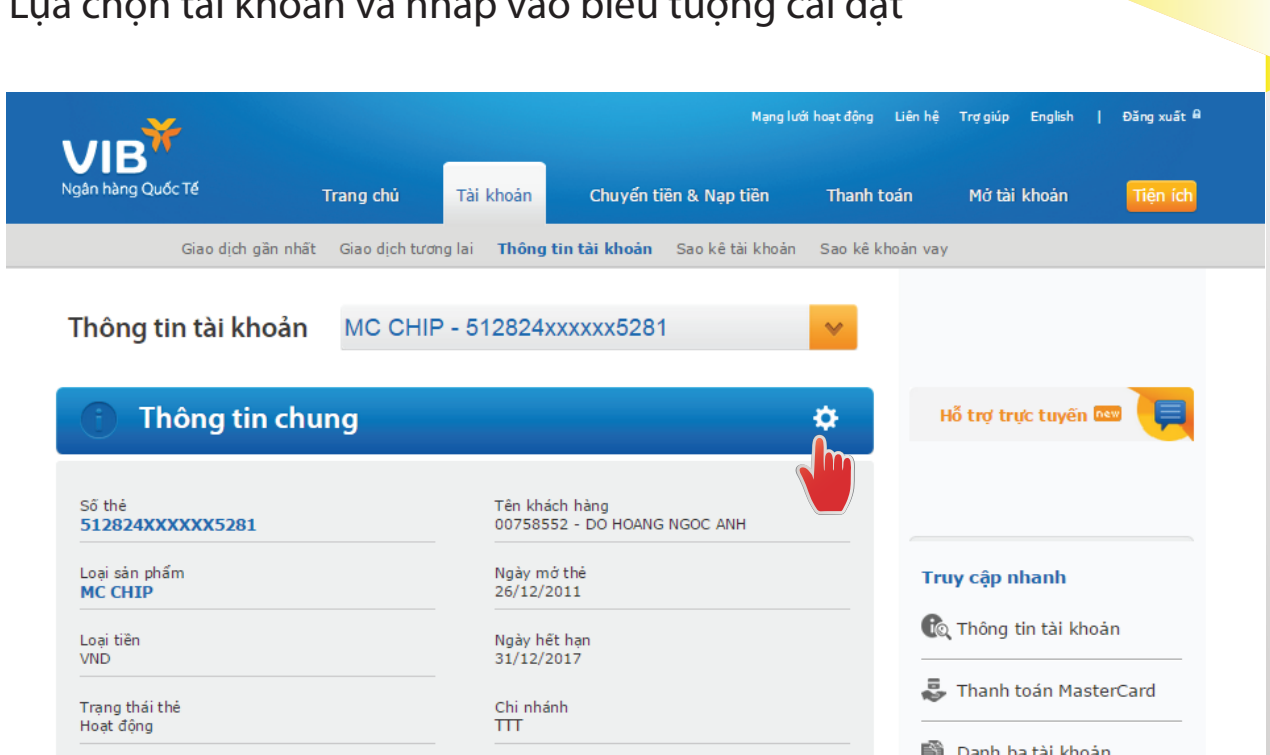 Lựa chọn tài khoản và nhấp vào biểu tượng cài đặt
Mạng lưới hoạt động Liên hệ Trợ giúp English | Đăng xuất
VIB
Ngân hàng Quốc Tế
Trang chủ Tài khoản Chuyển tiền & Nạp tiền Thanh toán Mở tài khoản Tiện ích
Giao dịch gần nhất Giao dịch tương lai Thông tin tài khoản Sao kê tài khoản Sao kê khoản vay
Thông tin tài khoản MC CHIP - 512824xxxxxx5281
Thông tin chung
Hỗ trợ trực tuyến new
Số thẻ
512824XXXXXX5281
Tên khách hàng
00758552 - DO HOANG NGOC ANH
Loại sản phẩm
MC CHIP
Ngày mở thẻ
26/12/2011
Loại tiền
VND
Ngày hết hạn
31/12/2017
Trạng thái thẻ
Hoạt động
Chi nhánh
TTT
Truy cập nhanh
Thông tin tài khoản
Thanh toán MasterCard
Danh bạ tài khoản